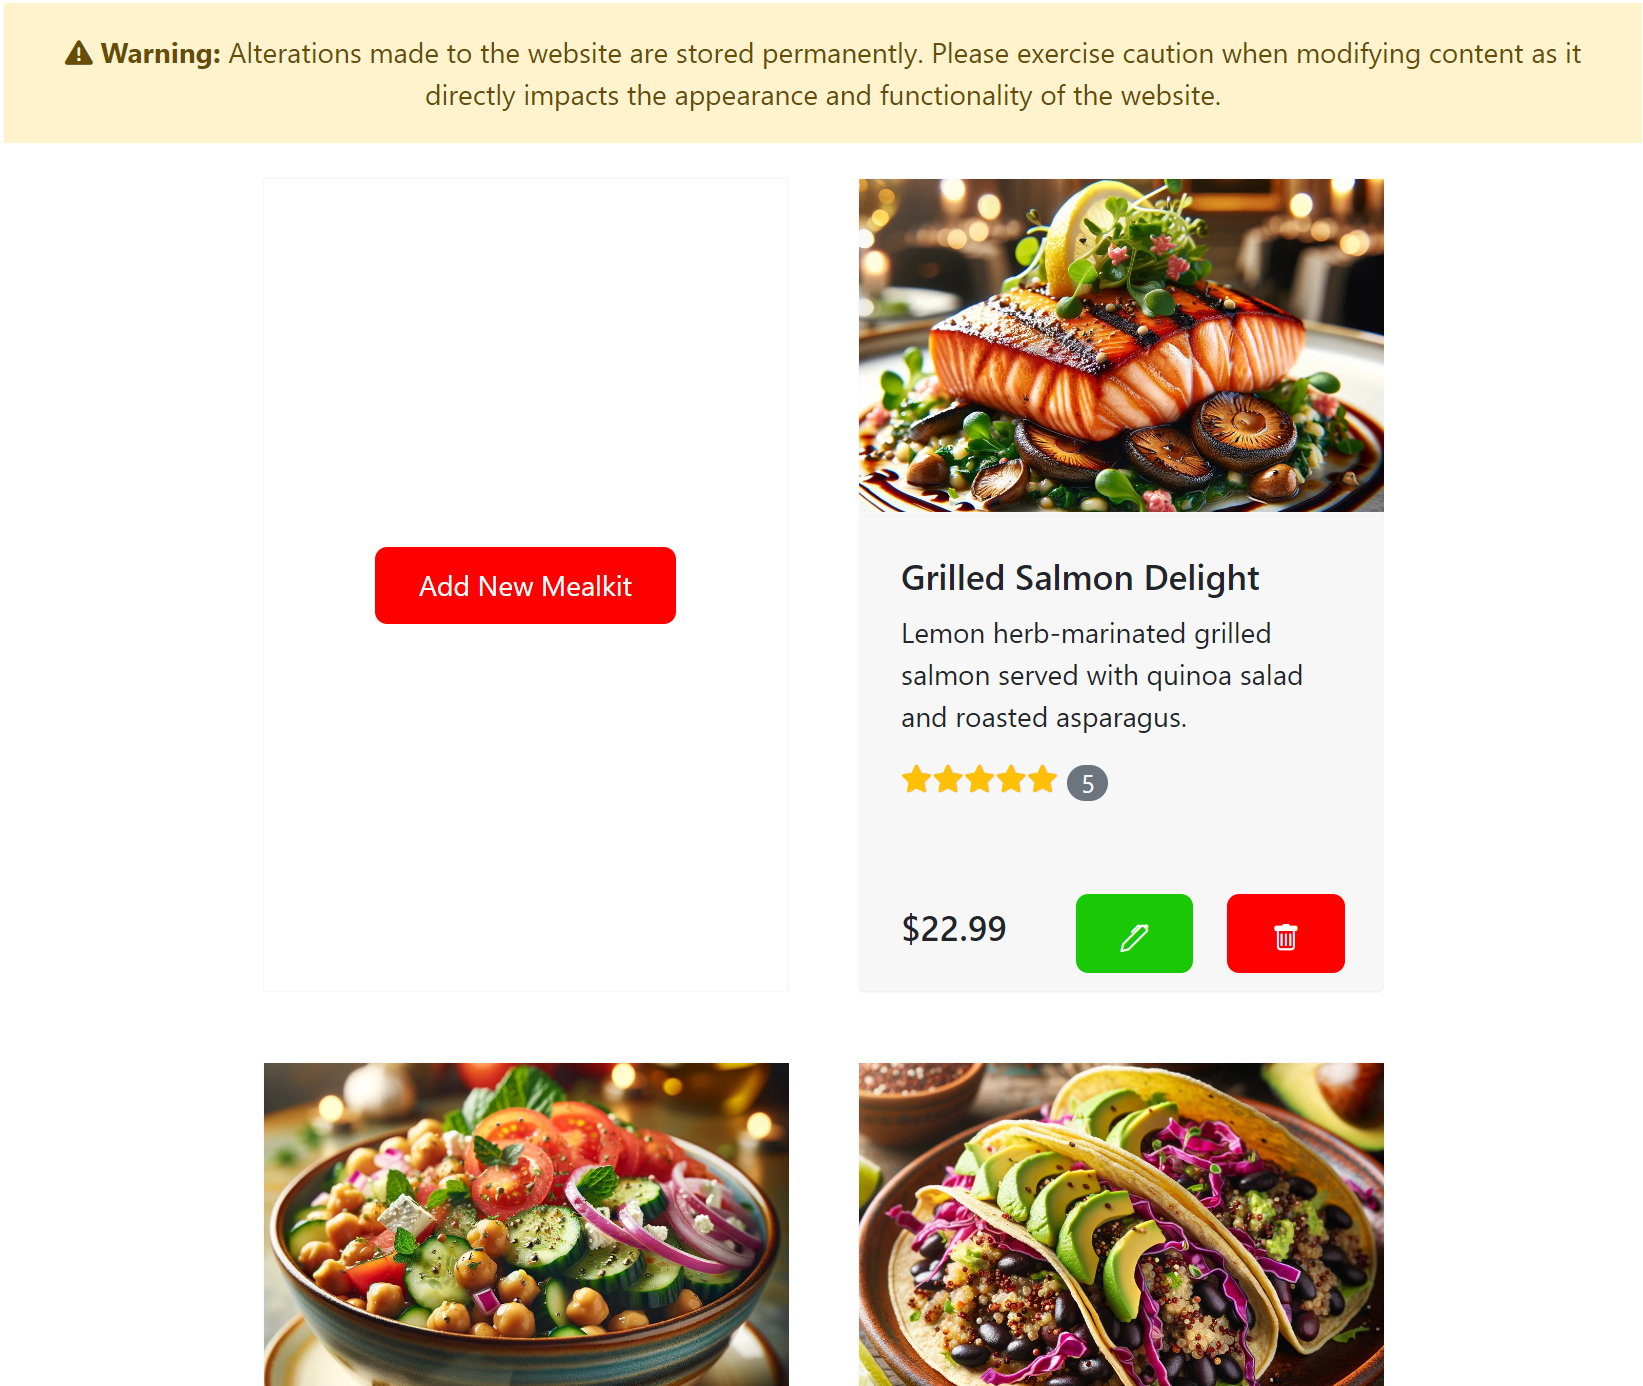 Warning: Alterations made to the website are stored permanently. Please exercise caution when modifying content as it
directly impacts the appearance and functionality of the website.
Add New Mealkit
Grilled Salmon Delight
Lemon herb-marinated grilled
salmon served with quinoa salad
and roasted asparagus.
5
$22.99